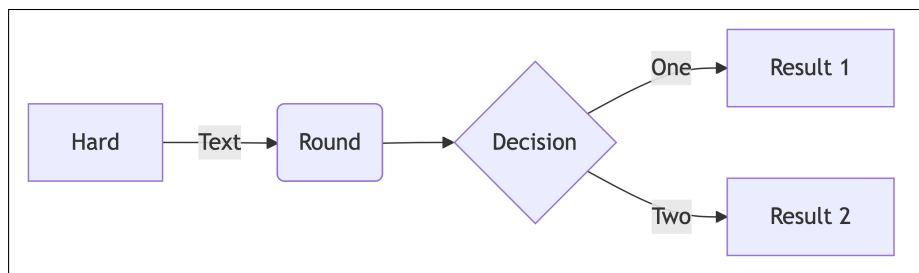 Hard
Text
Round
Decision
One
Result 1
Two
Result 2